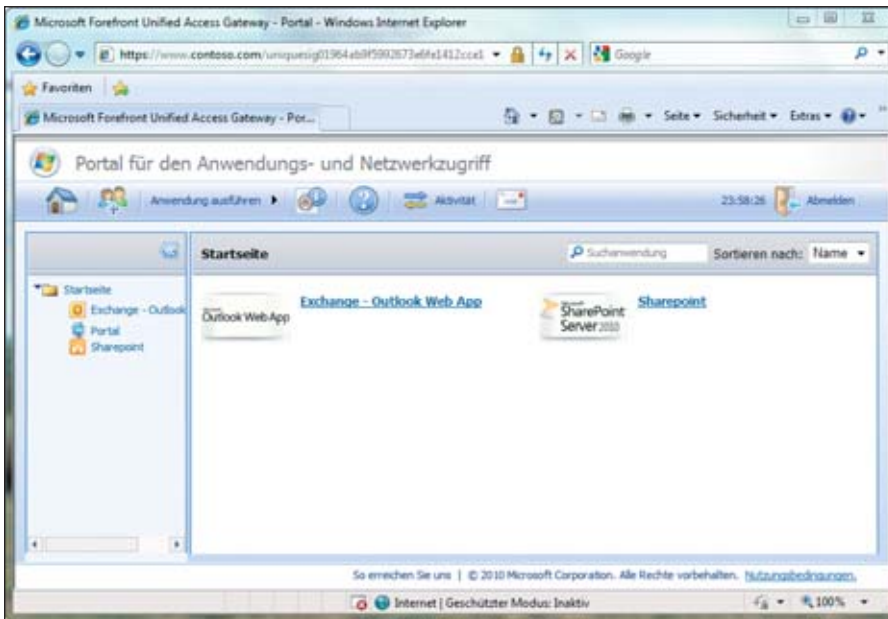 Microsoft Forefront Unified Access Gateway - Portal - Windows Internet Explorer
https://www.contoso.com/
Google
Favoriten
Microsoft Forefront Unified Access Gateway - Por...
Seite
Sicherheit
Extras
Portal für den Anwendungs- und Netzwerkzugriff
Anwendung ausführen
Aktivität
23:58:26
Abmelden
Startseite
Suchanwendung
Sortieren nach:
Name
Startseite
Exchange - Outlook
Portal
Sharepoint
Outlook Web App
Exchange - Outlook Web App
SharePoint
Server 2010
Sharepoint
So erreichen Sie uns | © 2010 Microsoft Corporation. Alle Rechte vorbehalten. Nutzungsbedingungen.
Internet | Geschützter Modus: Inaktiv
100%